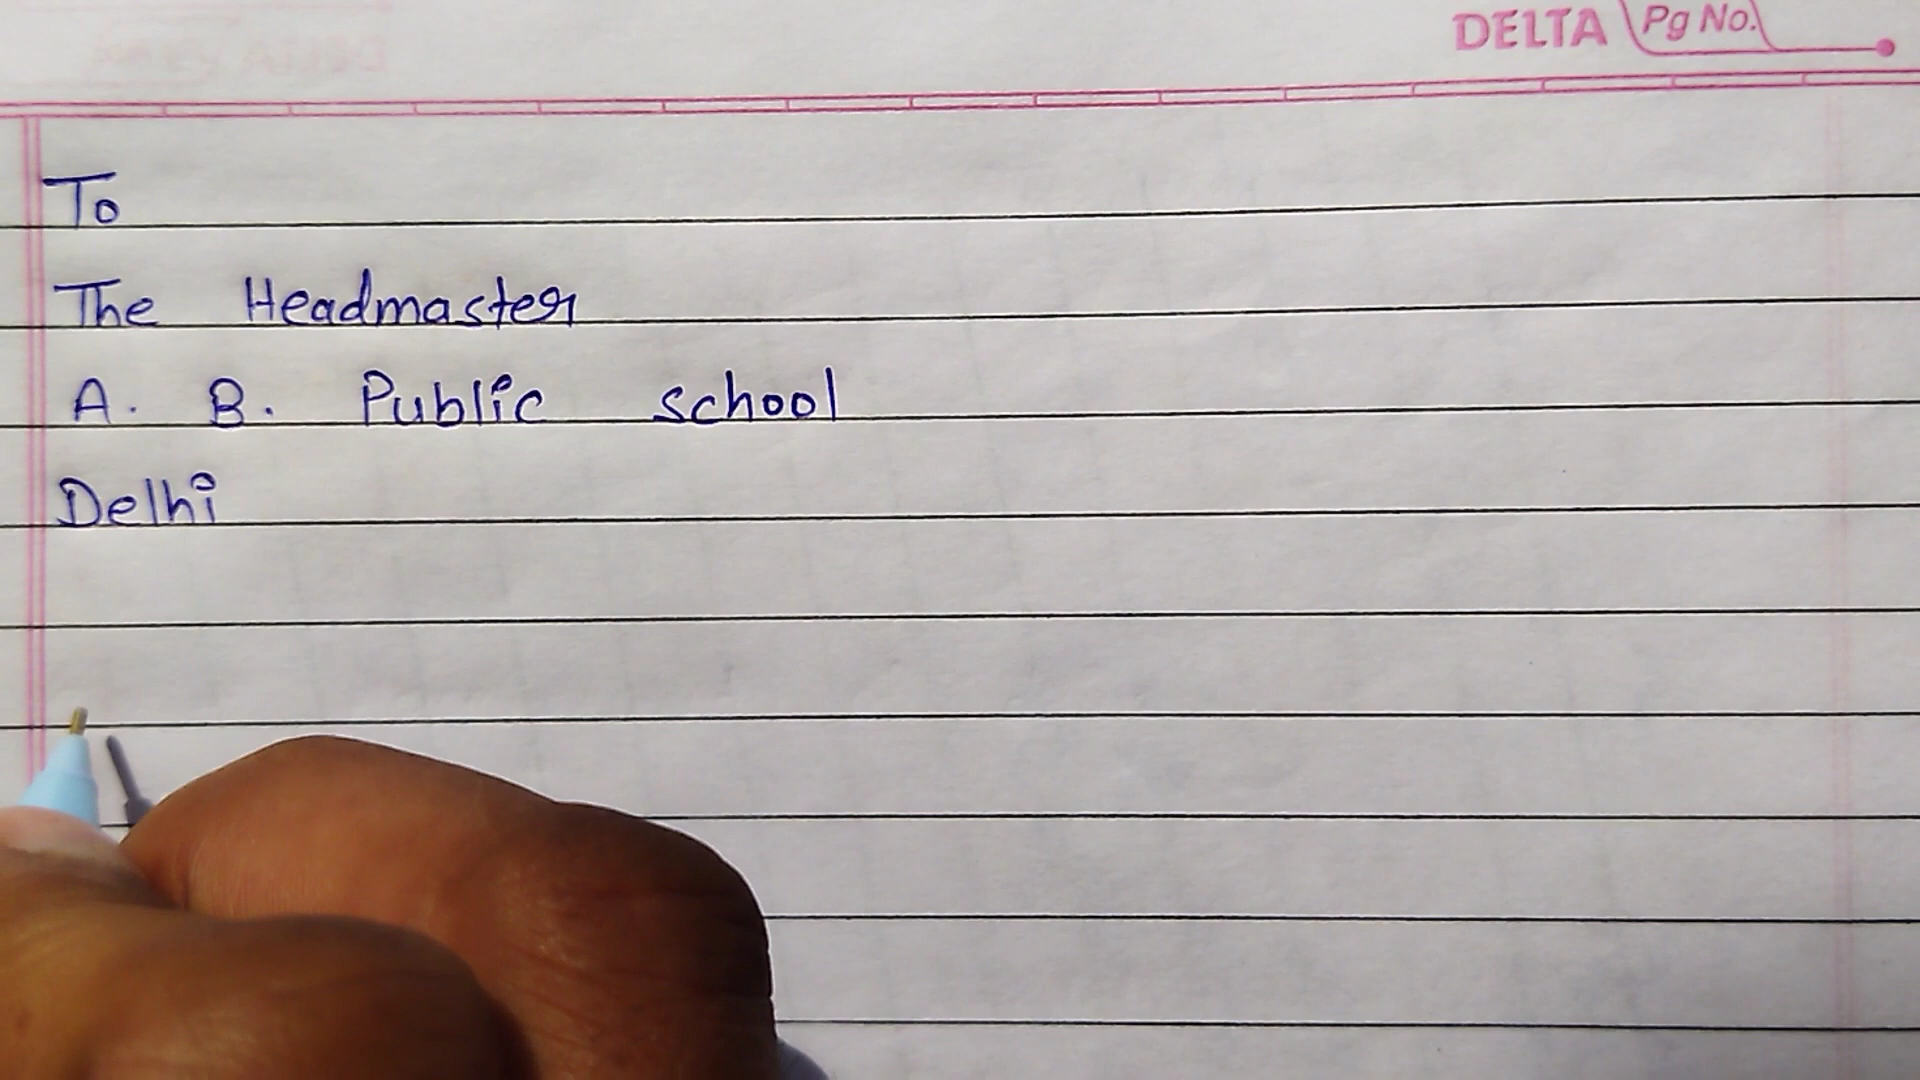 DELTA Pg No.
To
The Headmaster
A. B. Public school
Delhi